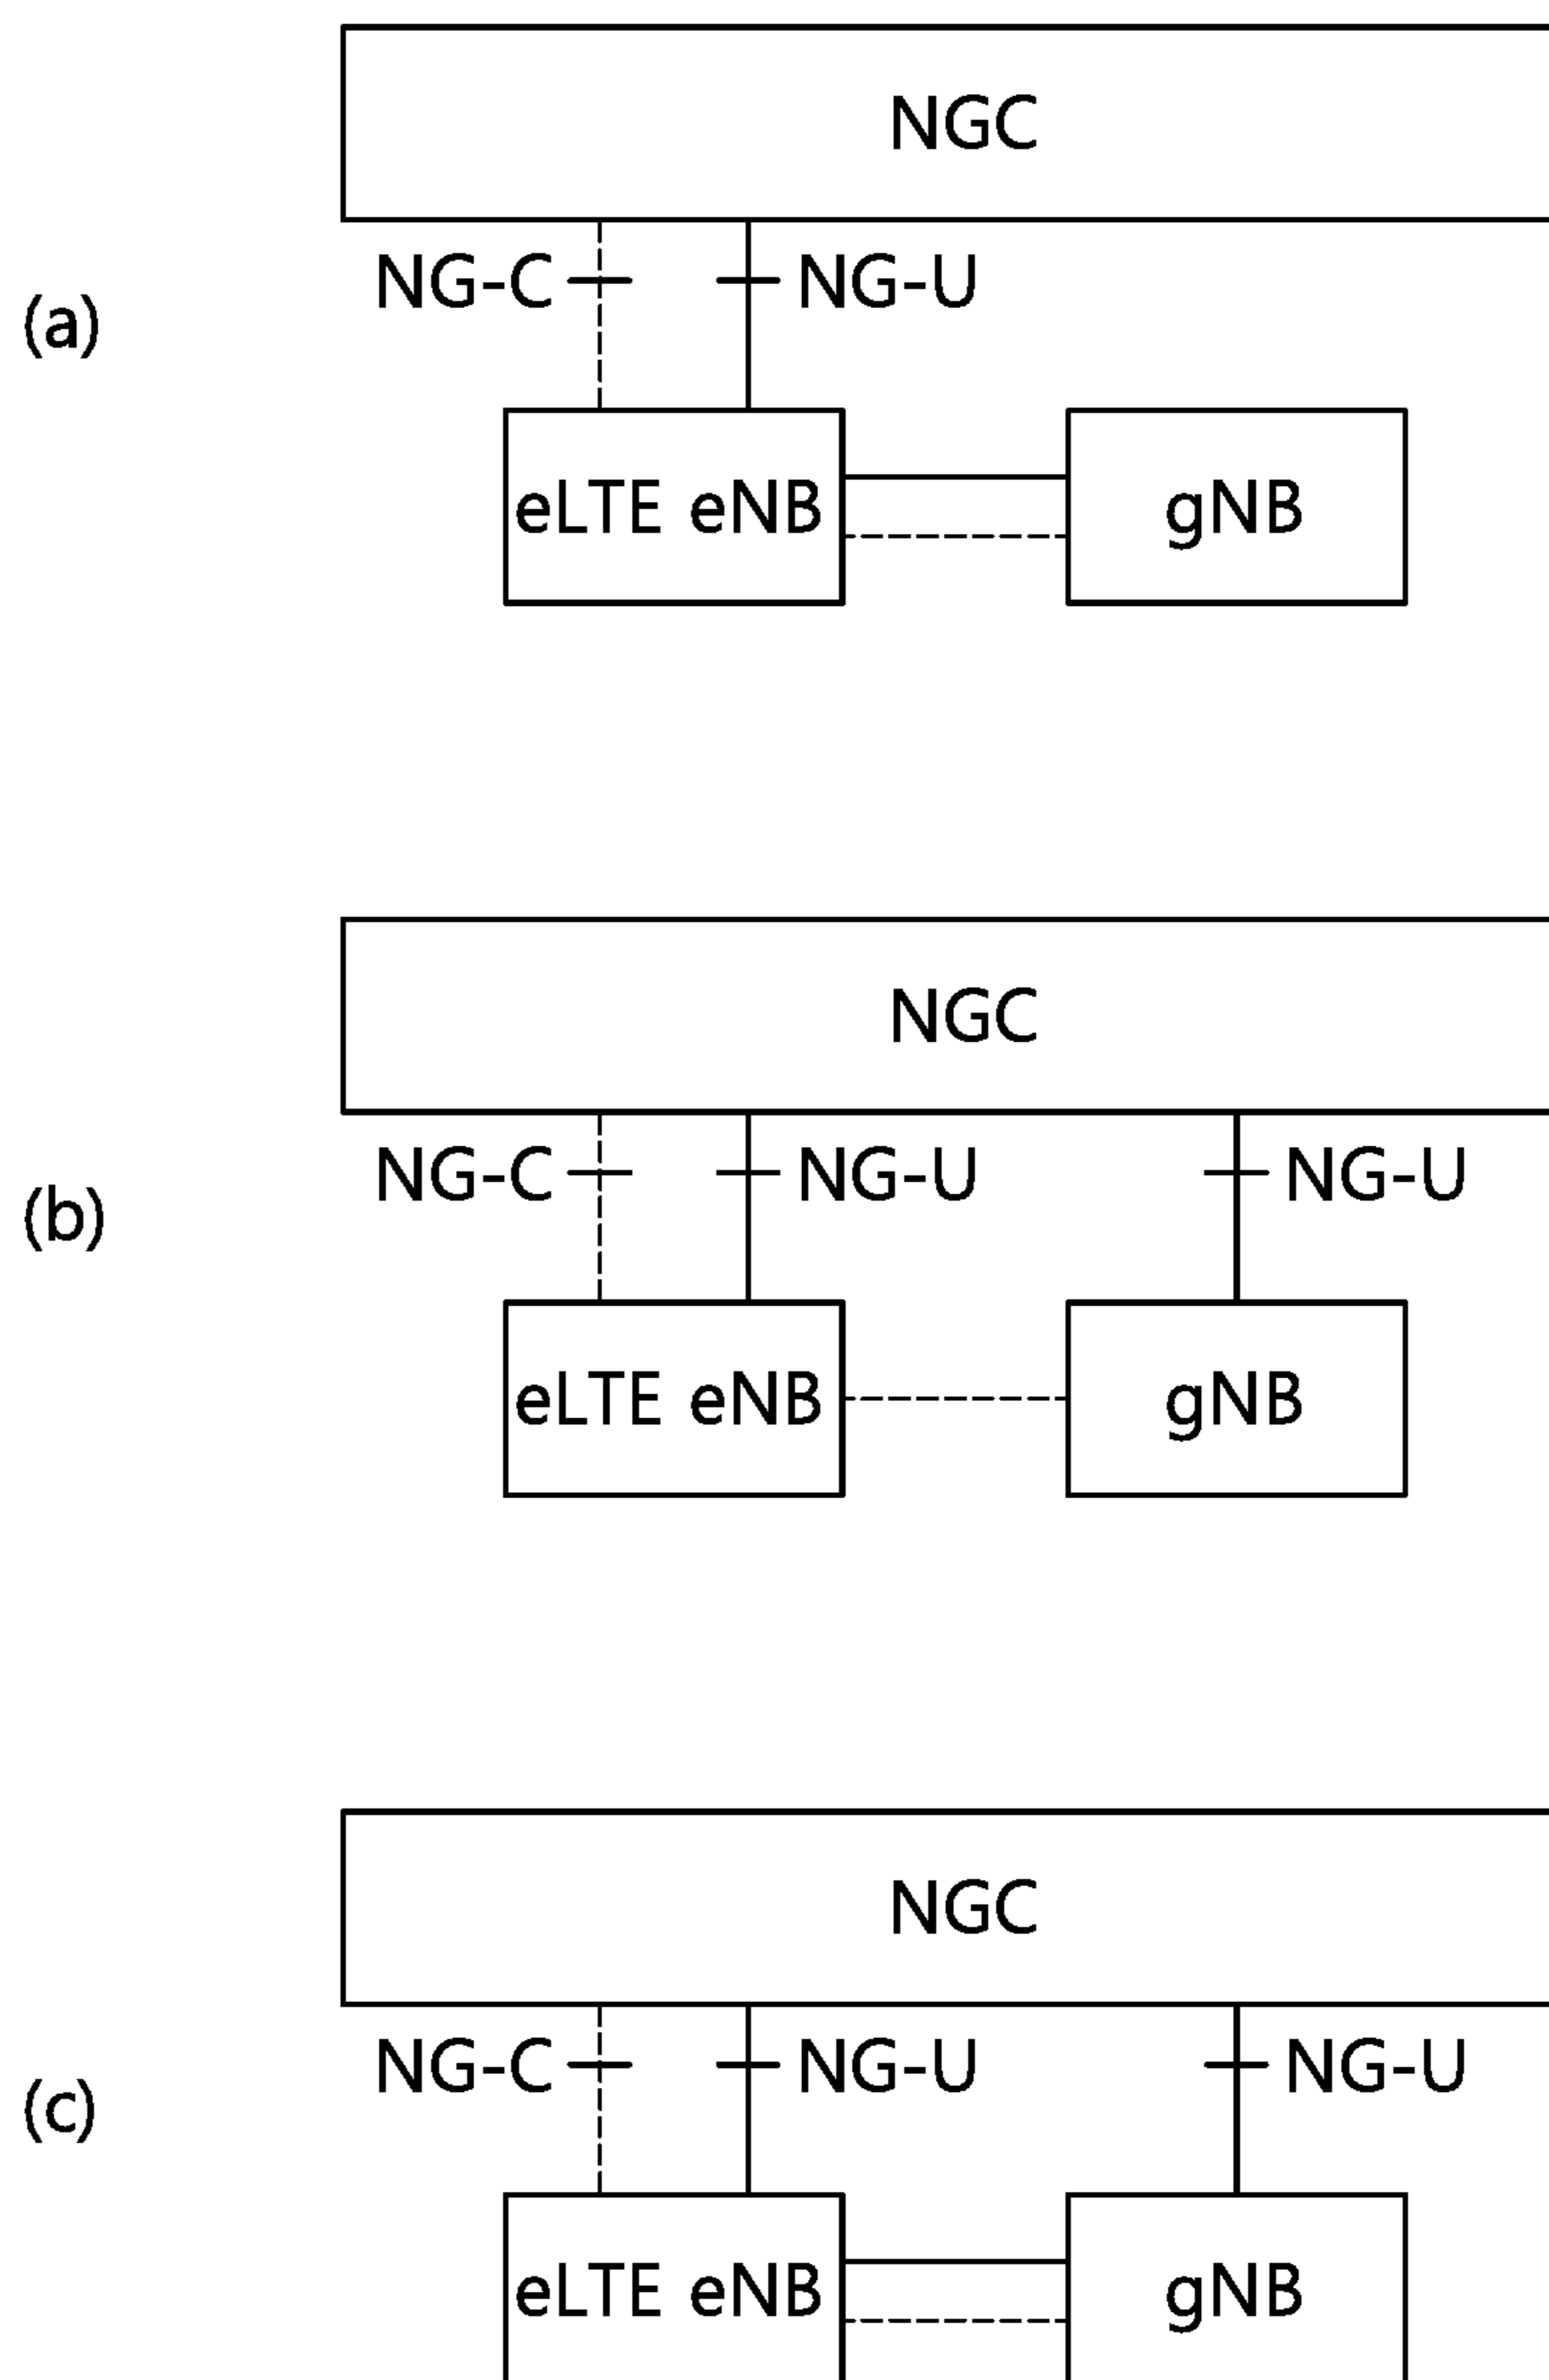 NGC
NG-C NG-U
(a)
eLTE eNB gNB
NGC
NG-C NG-U NG-U
(b)
eLTE eNB gNB
NGC
NG-C NG-U NG-U
(c)
eLTE eNB gNB